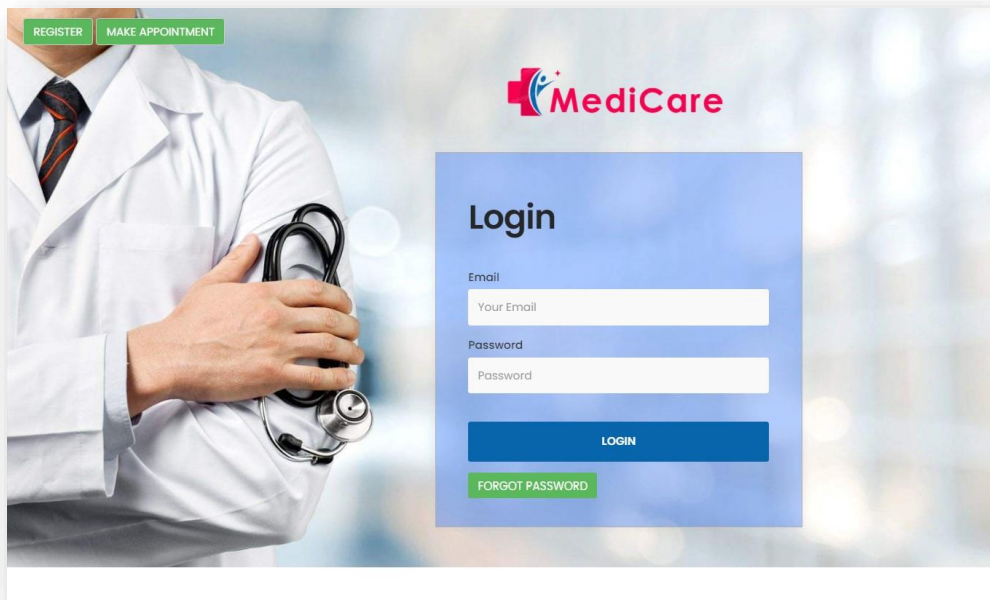 REGISTER MAKE APPOINTMENT
MediCare
Login
Email
Your Email
Password
Password
LOGIN
FORGOT PASSWORD